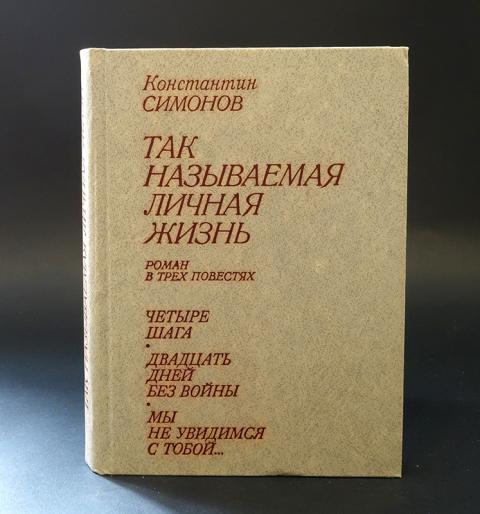 Константин
СИМОНОВ
ТАК
НАЗЫВАЕМАЯ
ЛИЧНАЯ
ЖИЗНЬ
РОМАН
В ТРЕХ ПОВЕСТЯХ
ЧЕТЫРЕ
ШАГА
•
ДВАДЦАТЬ
ДНЕЙ
БЕЗ ВОЙНЫ
•
МЫ
НЕ УВИДИМСЯ
С ТОБОЙ...